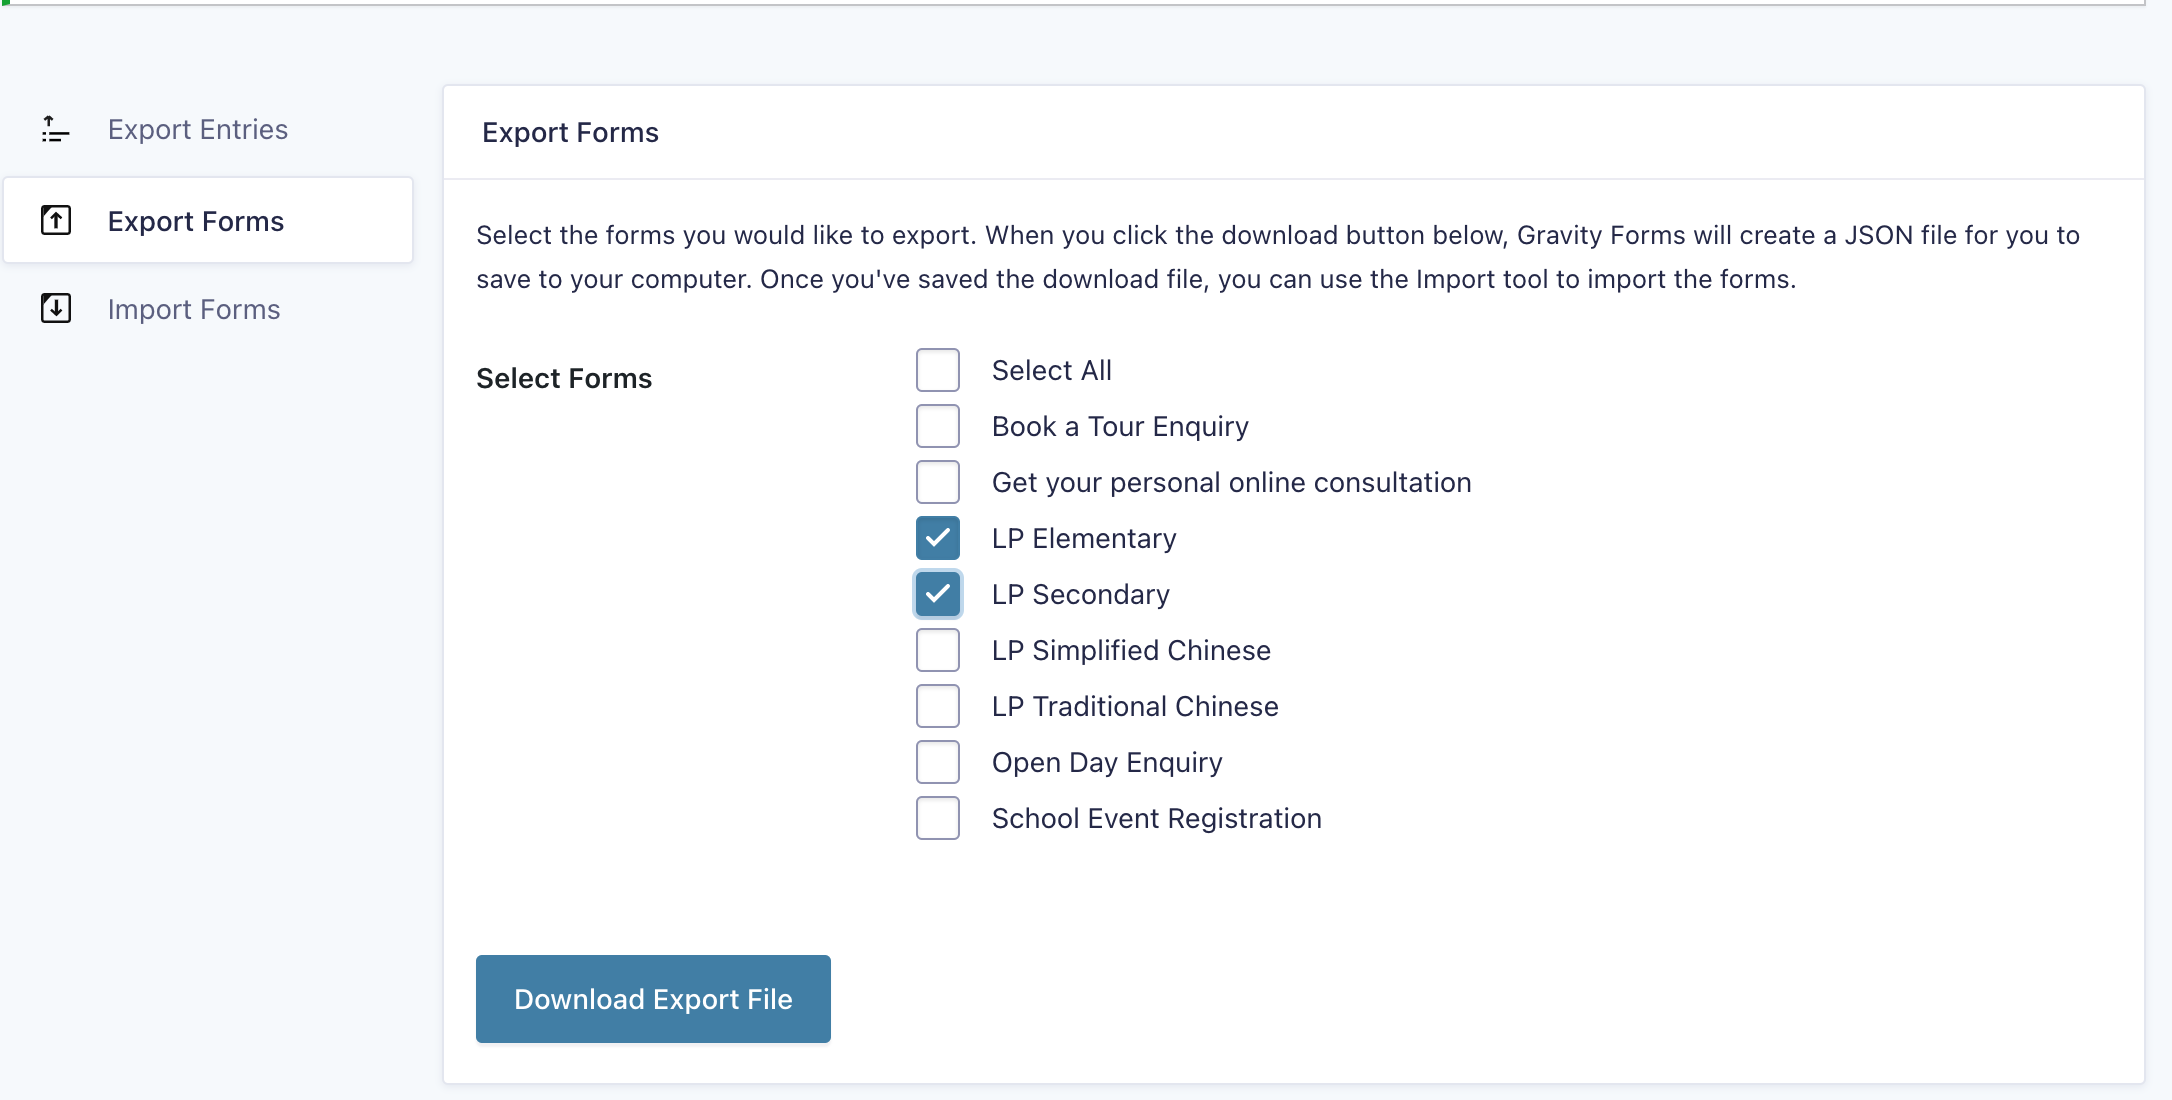 Export Entries
Export Forms
Import Forms
Export Forms
Select the forms you would like to export. When you click the download button below, Gravity Forms will create a JSON file for you to
save to your computer. Once you've saved the download file, you can use the Import tool to import the forms.
Select Forms
Select All
Book a Tour Enquiry
Get your personal online consultation
LP Elementary
LP Secondary
LP Simplified Chinese
LP Traditional Chinese
Open Day Enquiry
School Event Registration
Download Export File